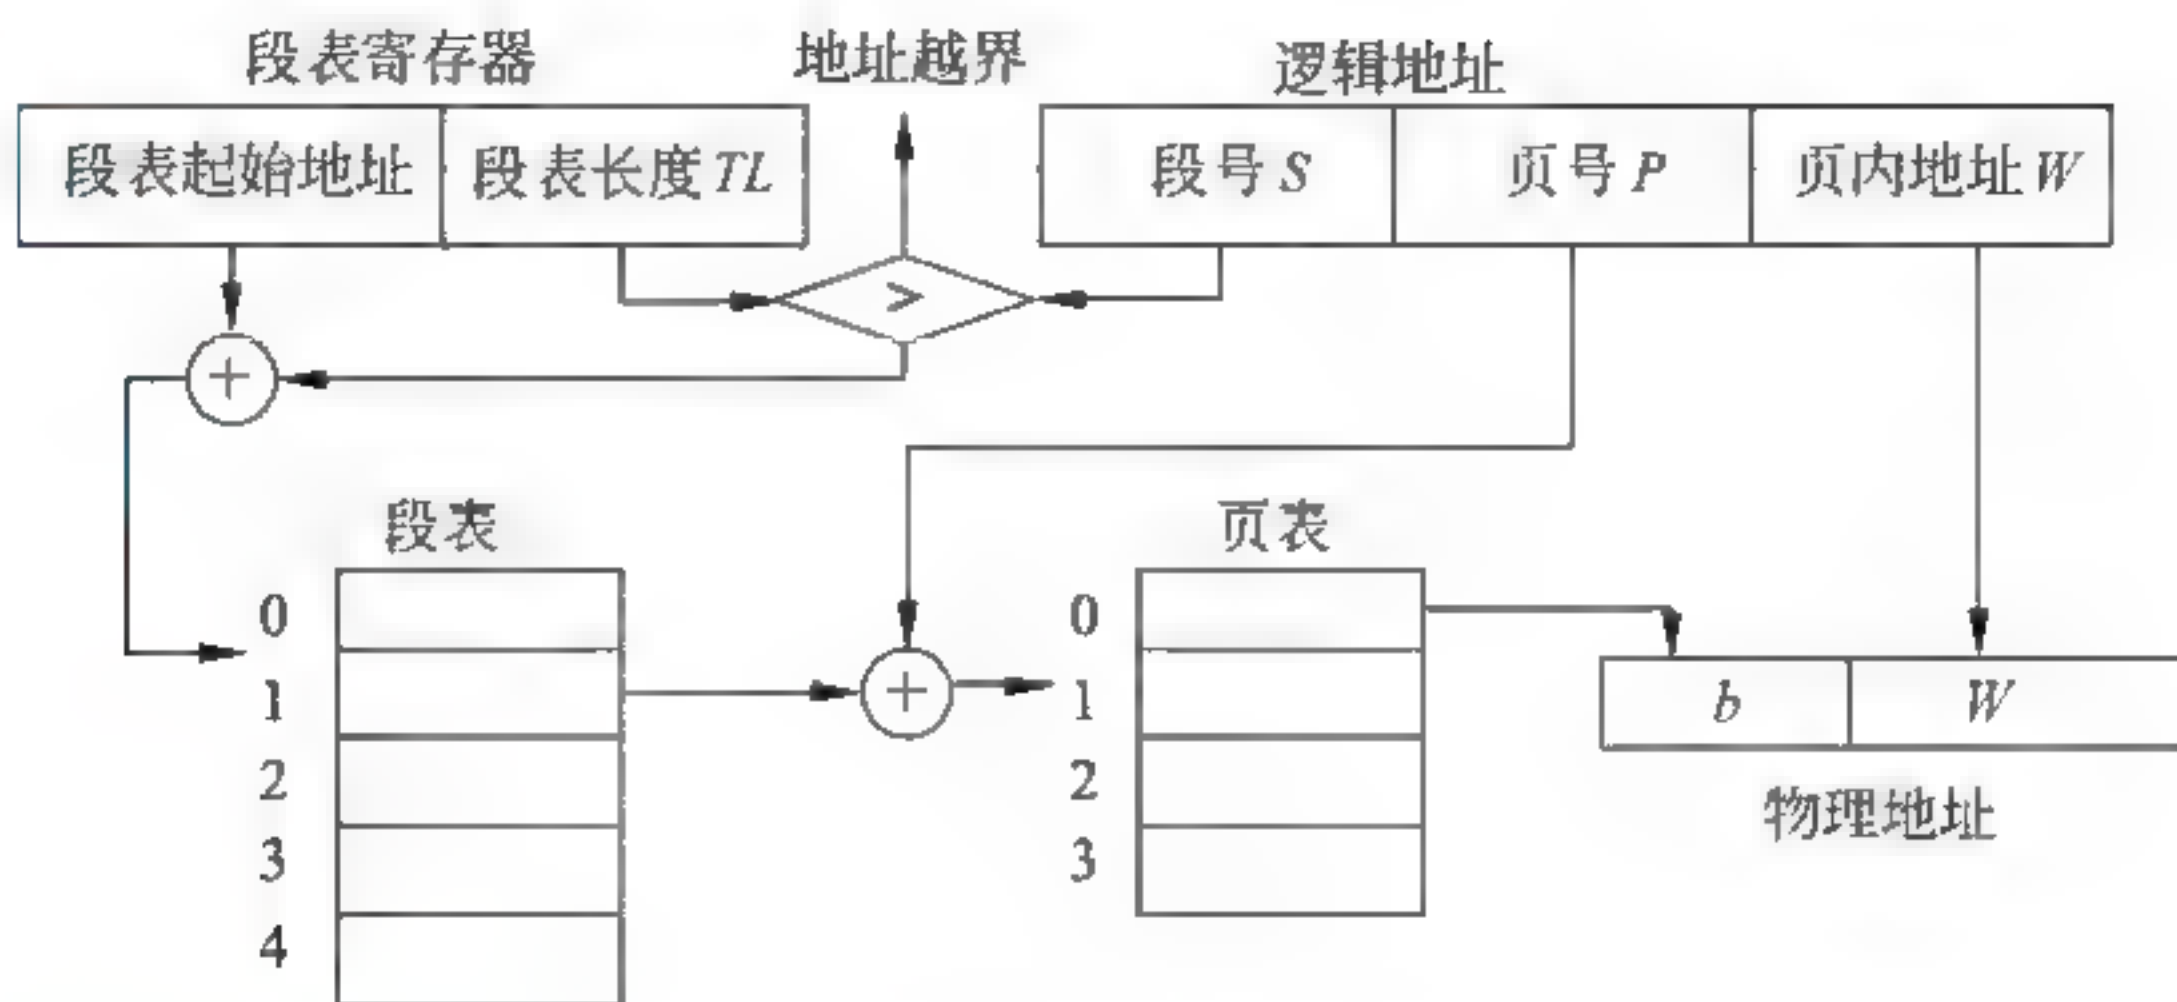 段表寄存器
地址越界
逻辑地址
段表起始地址
段表长度TL
段号S
页号P
页内地址W
>
+
段表
页表
0
1
2
3
4
+
0
1
2
3
b
W
物理地址